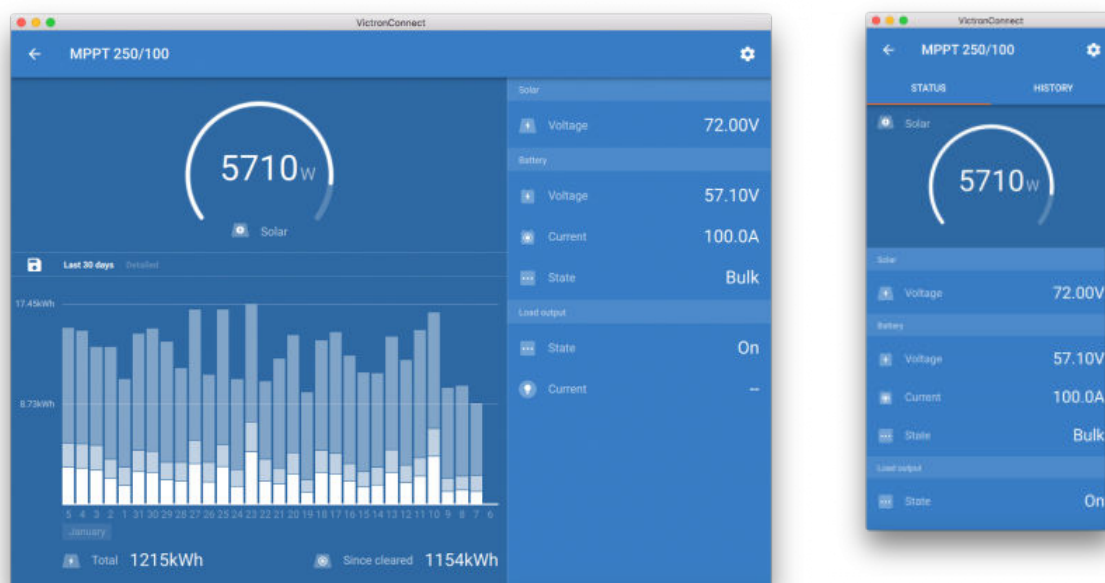 VictronConnect
MPPT 250/100
5710W
Solar
Last 30 days Detailed
17.45kWh
8.73kWh
5 4 3 2 1 31 30 29 28 27 26 25 24 23 22 21 20 19 18 17 16 15 14 13 12 11 10 9 8 7 6
January
Total 1215kWh
Since cleared 1154kWh
Solar
Voltage 72.00V
Battery
Voltage 57.10V
Current 100.0A
State Bulk
Load output
State On
Current --
VictronConnect
MPPT 250/100
STATUS HISTORY
Solar
5710W
Solar
Voltage 72.00V
Battery
Voltage 57.10V
Current 100.0A
State Bulk
Load output
State On